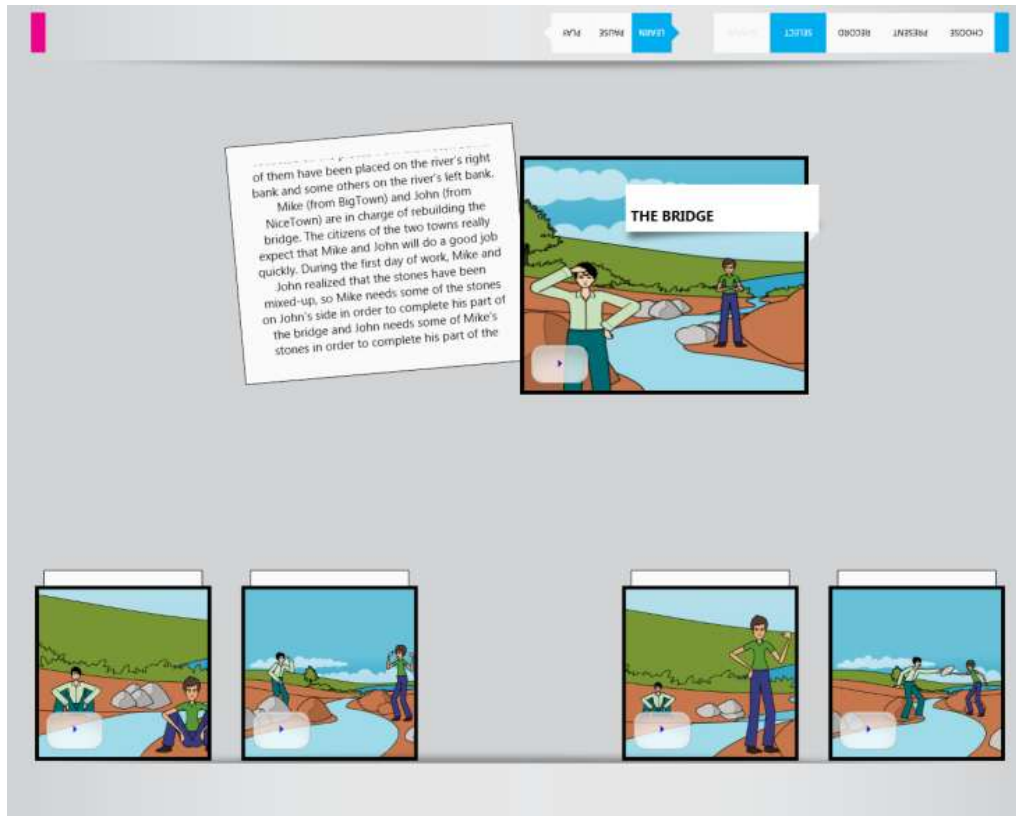 PLAY PAUSE LEARN SELECT RECORD PRESENT CHOOSE
of them have been placed on the river's right
bank and some others on the river's left bank.
Mike (from BigTown) and John (from
NiceTown) are in charge of rebuilding the
bridge. The citizens of the two towns really
expect that Mike and John will do a good job
quickly. During the first day of work, Mike and
John realized that the stones have been
mixed-up, so Mike needs some of the stones
on John's side in order to complete his part of
the bridge and John needs some of Mike's
stones in order to complete his part of the
THE BRIDGE